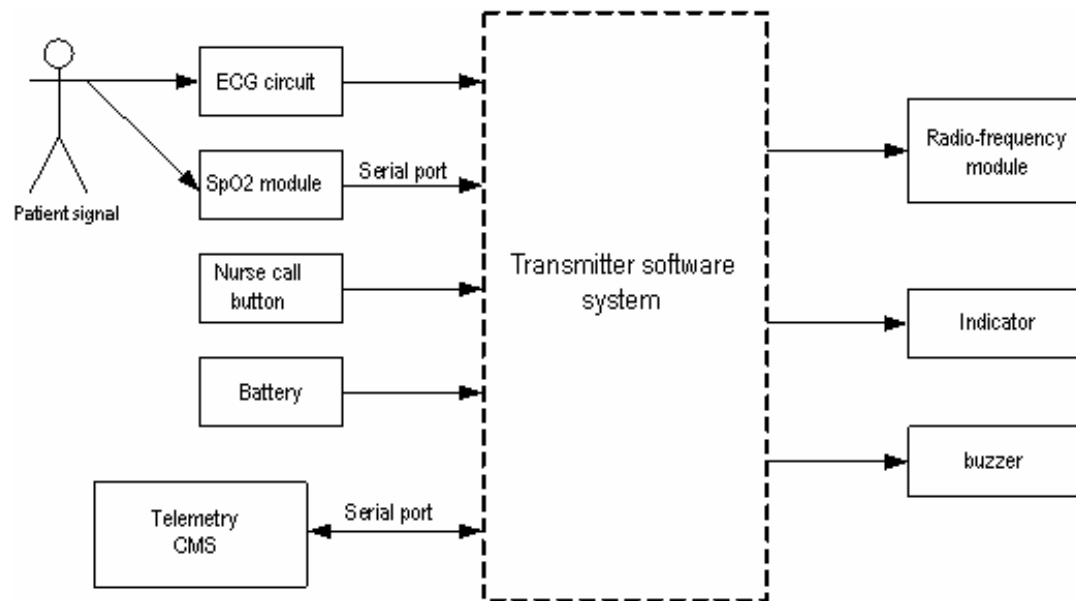 ECG circuit
Patient signal
SpO2 module
Serial port
Nurse call
button
Battery
Telemetry
CMS
Serial port
Transmitter software
system
Radio-frequency
module
Indicator
buzzer